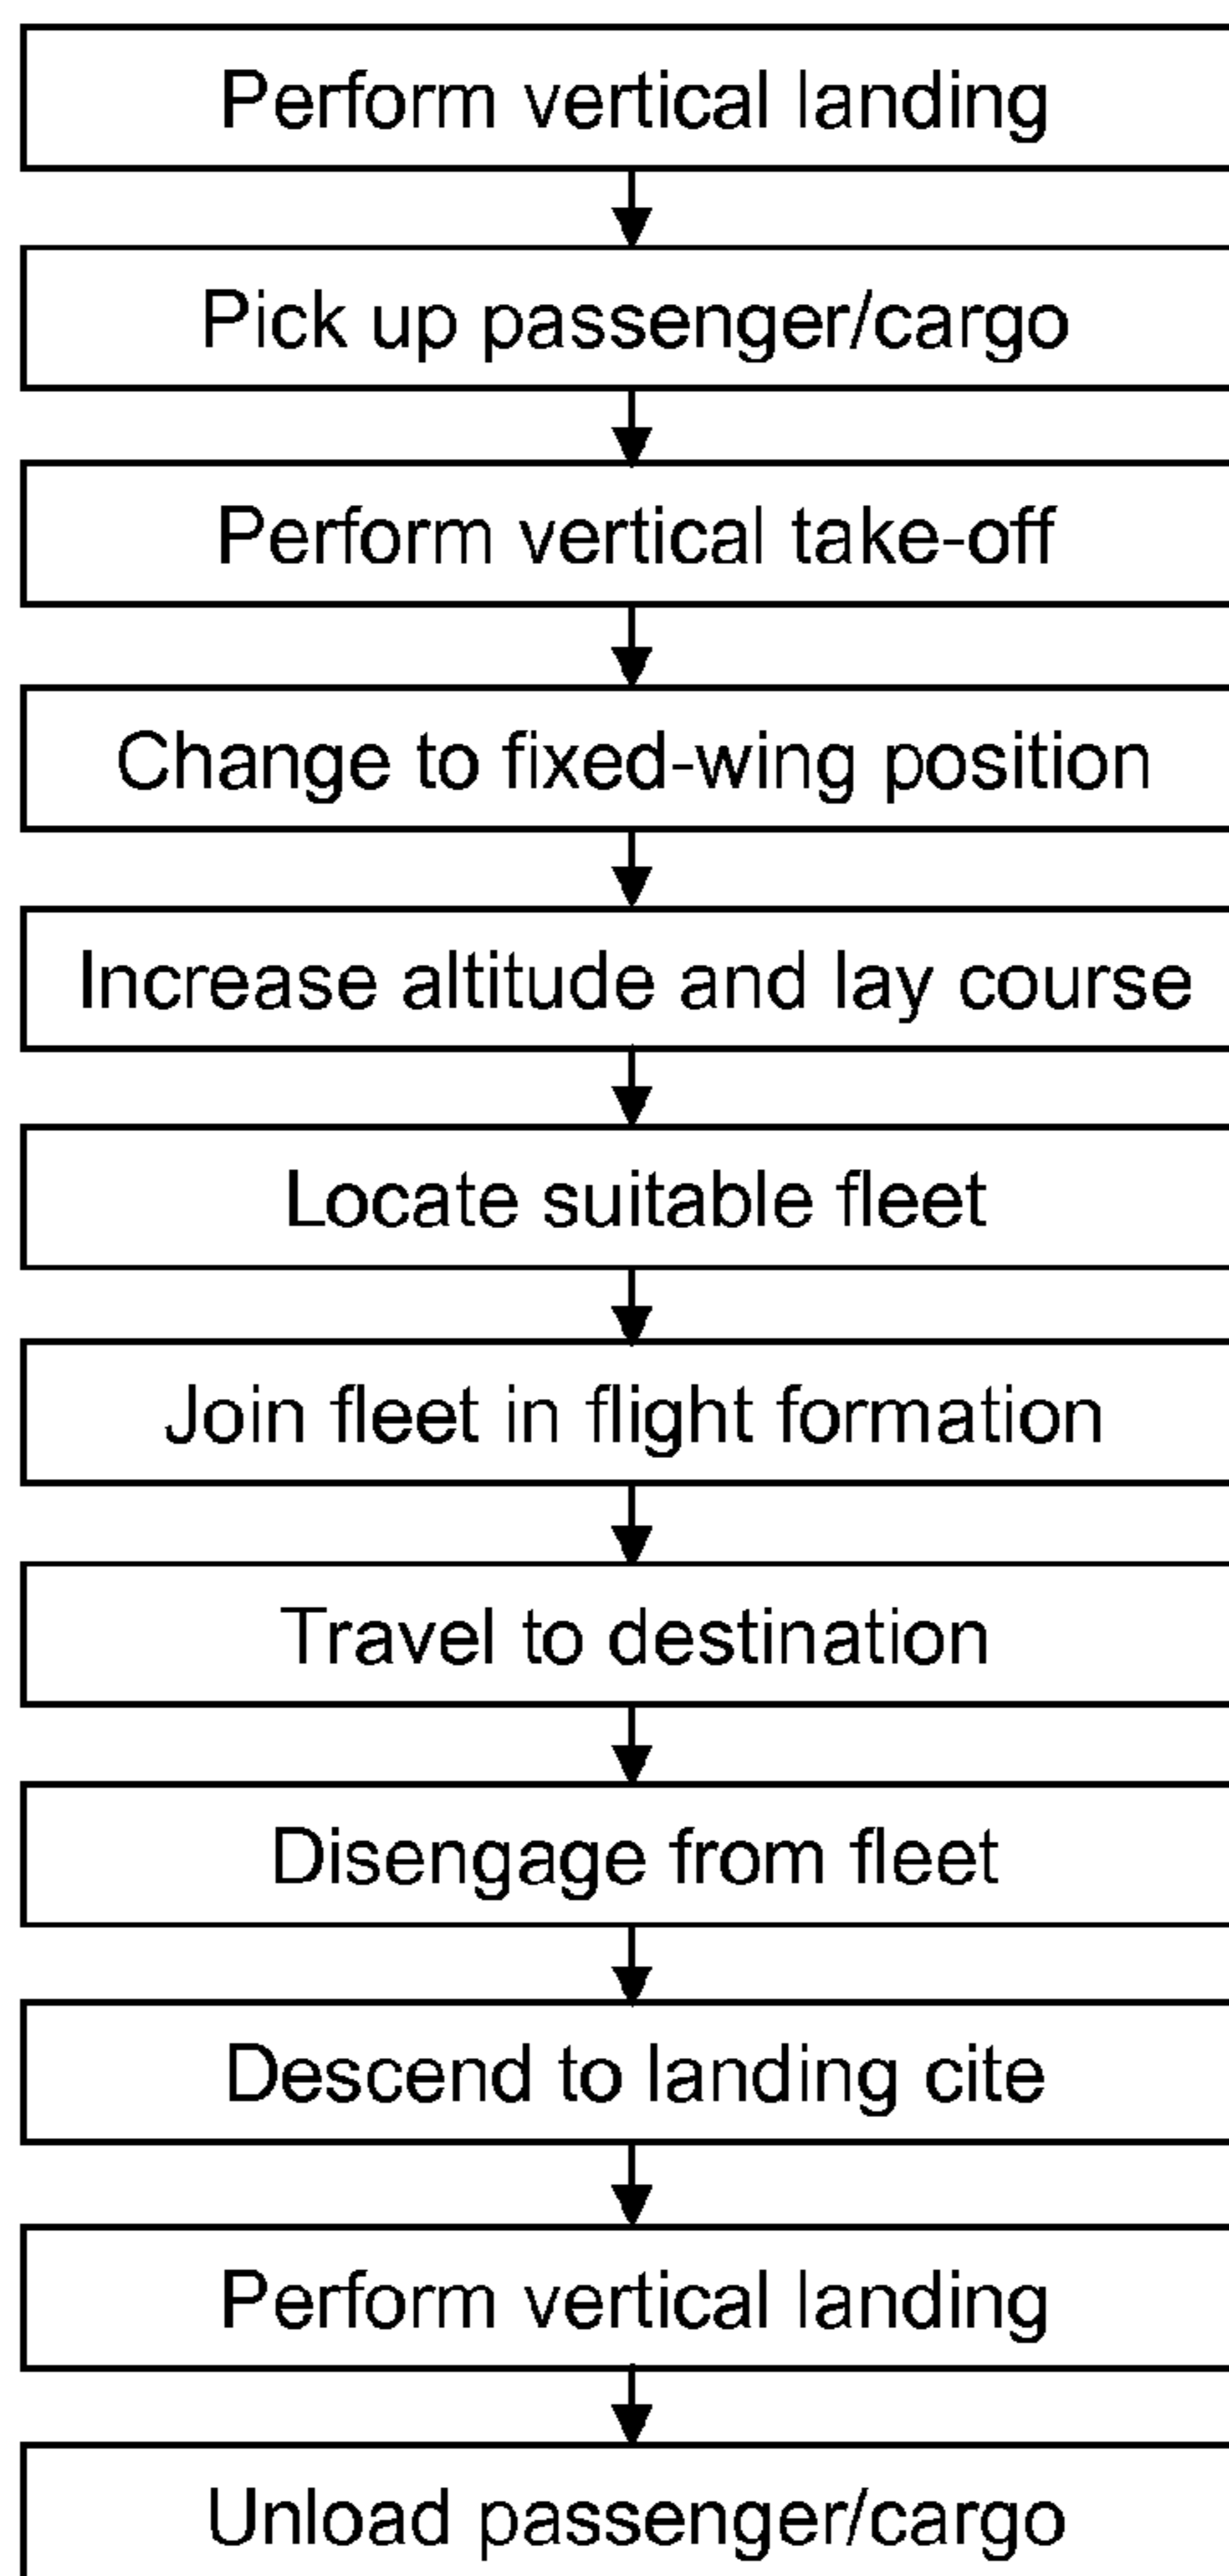 Perform vertical landing
Pick up passenger/cargo
Perform vertical take-off
Change to fixed-wing position
Increase altitude and lay course
Locate suitable fleet
Join fleet in flight formation
Travel to destination
Disengage from fleet
Descend to landing cite
Perform vertical landing
Unload passenger/cargo